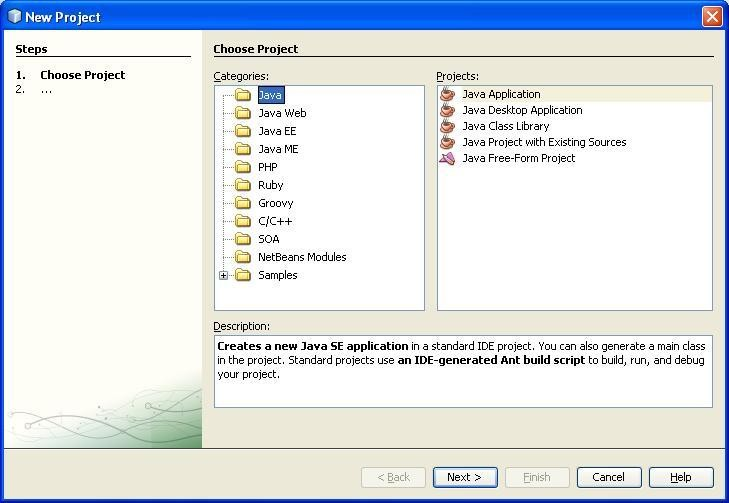 New Project
Steps
1. Choose Project
2. ...
Choose Project
Categories:
Java
Java Web
Java EE
Java ME
PHP
Ruby
Groovy
C/C++
SOA
NetBeans Modules
Samples
Projects:
Java Application
Java Desktop Application
Java Class Library
Java Project with Existing Sources
Java Free-Form Project
Description:
Creates a new Java SE application in a standard IDE project. You can also generate a main class
in the project. Standard projects use an IDE-generated Ant build script to build, run, and debug
your project.
< Back
Next >
Finish
Cancel
Help